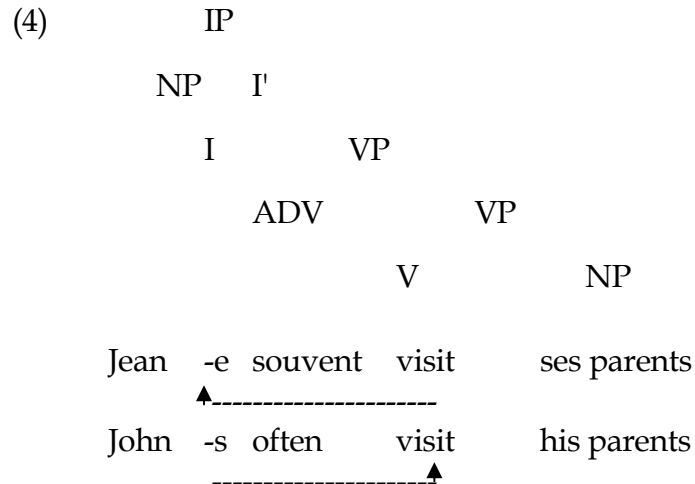 (4) IP
NP I'
I VP
ADV VP
V NP
Jean -e souvent visit ses parents
John -s often visit his parents